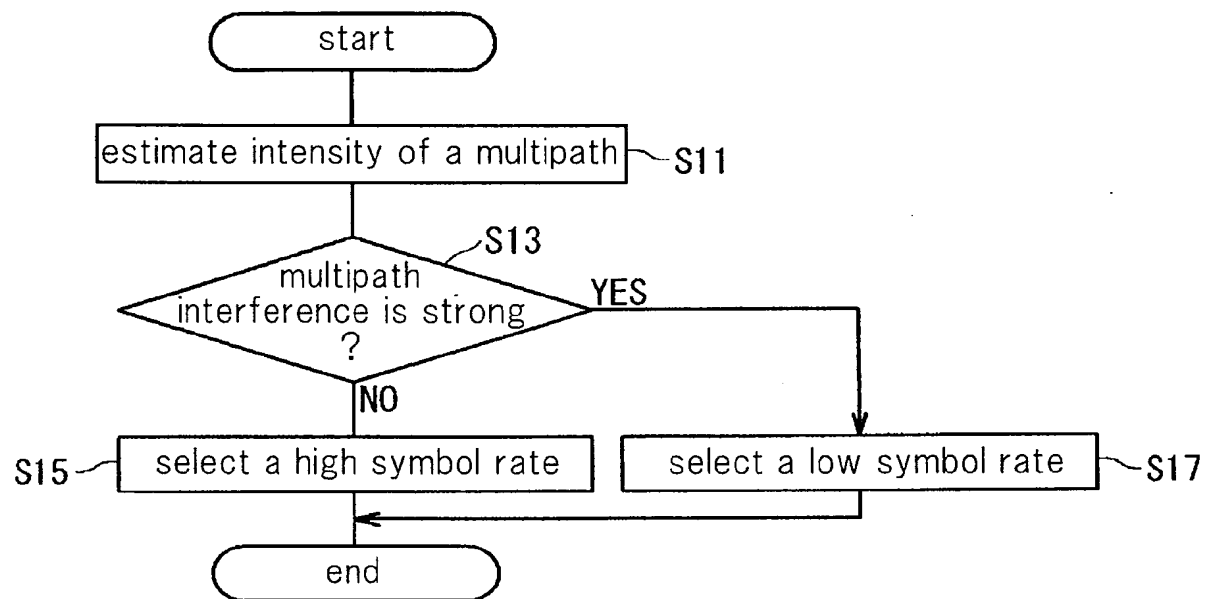 start
estimate intensity of a multipath
S11
S13
multipath
interference is strong
?
YES
NO
S15
select a high symbol rate
select a low symbol rate
S17
end